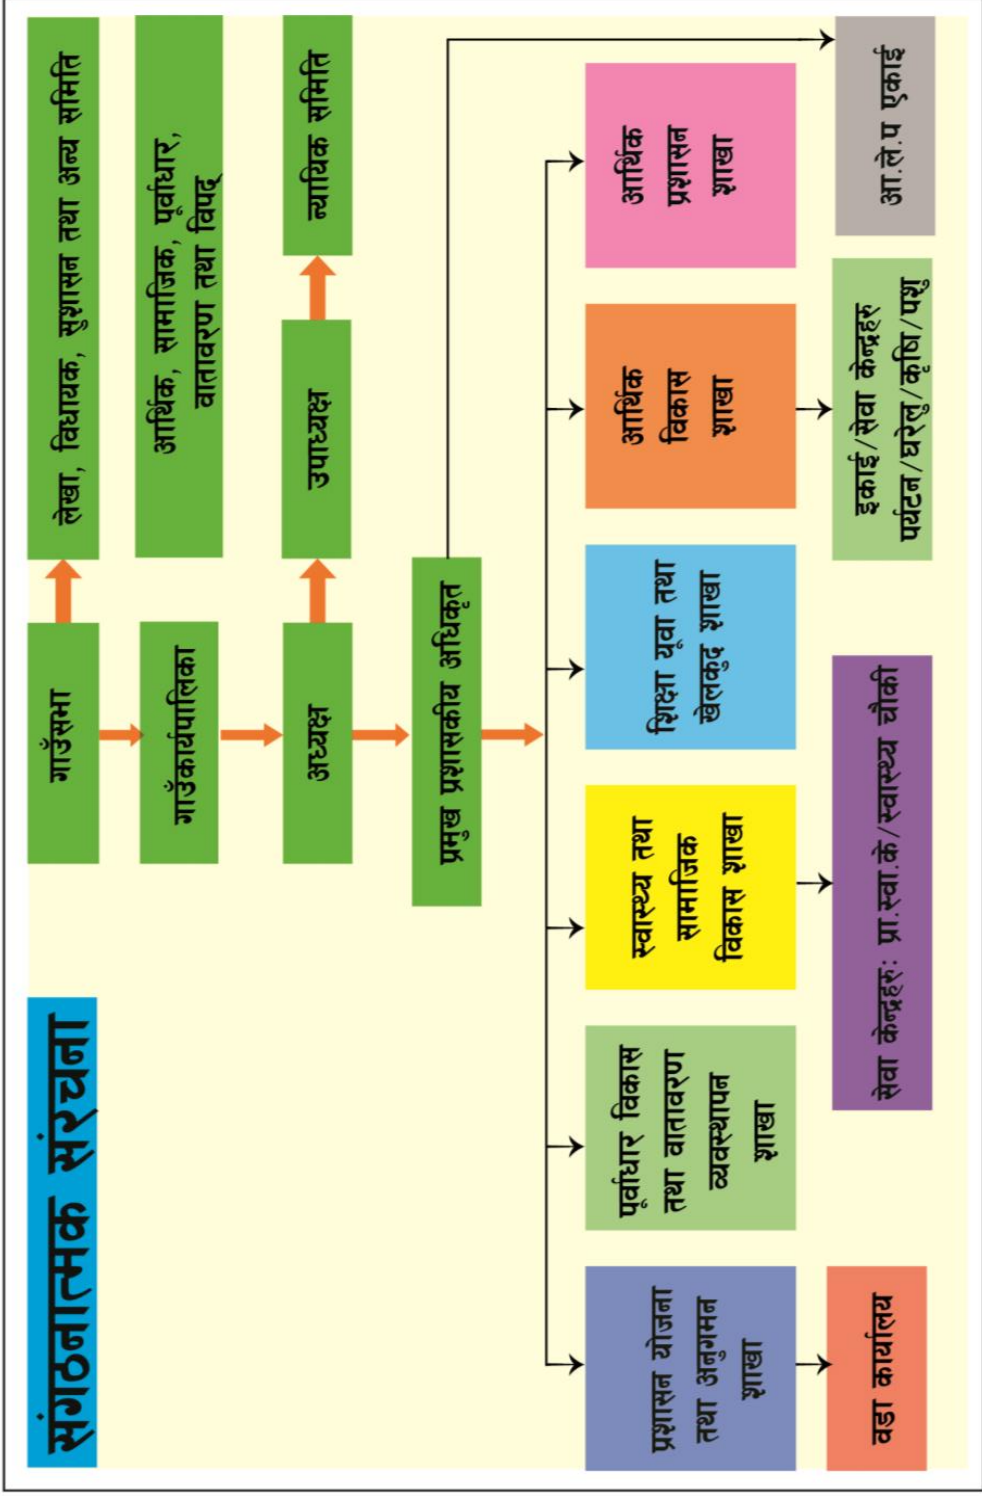 संगठनात्मक संरचना
गाउँसभा
लेखा, विधायक, सुशासन तथा अन्य समिति
गाउँकार्यपालिका
आर्थिक, सामाजिक, पूर्वाधार,
वातावरण तथा विपद्
अध्यक्ष
उपाध्यक्ष
न्यायिक समिति
प्रमुख प्रशासकीय अधिकृत
प्रशासन योजना
तथा अनुगमन
शाखा
पूर्वाधार विकास
तथा वातावरण
व्यवस्थापन
शाखा
स्वास्थ्य तथा
सामाजिक
विकास शाखा
शिक्षा यूवा तथा
खेलकुद शाखा
आर्थिक
विकास
शाखा
आर्थिक
प्रशासन
शाखा
वडा कार्यालय
सेवा केन्द्रहरुः प्रा.स्वा.के/स्वास्थ्य चौकी
इकाई/सेवा केन्द्रहरु
पर्यटन/घरेलु/कृषि/पशु
आ.ले.प एकाई